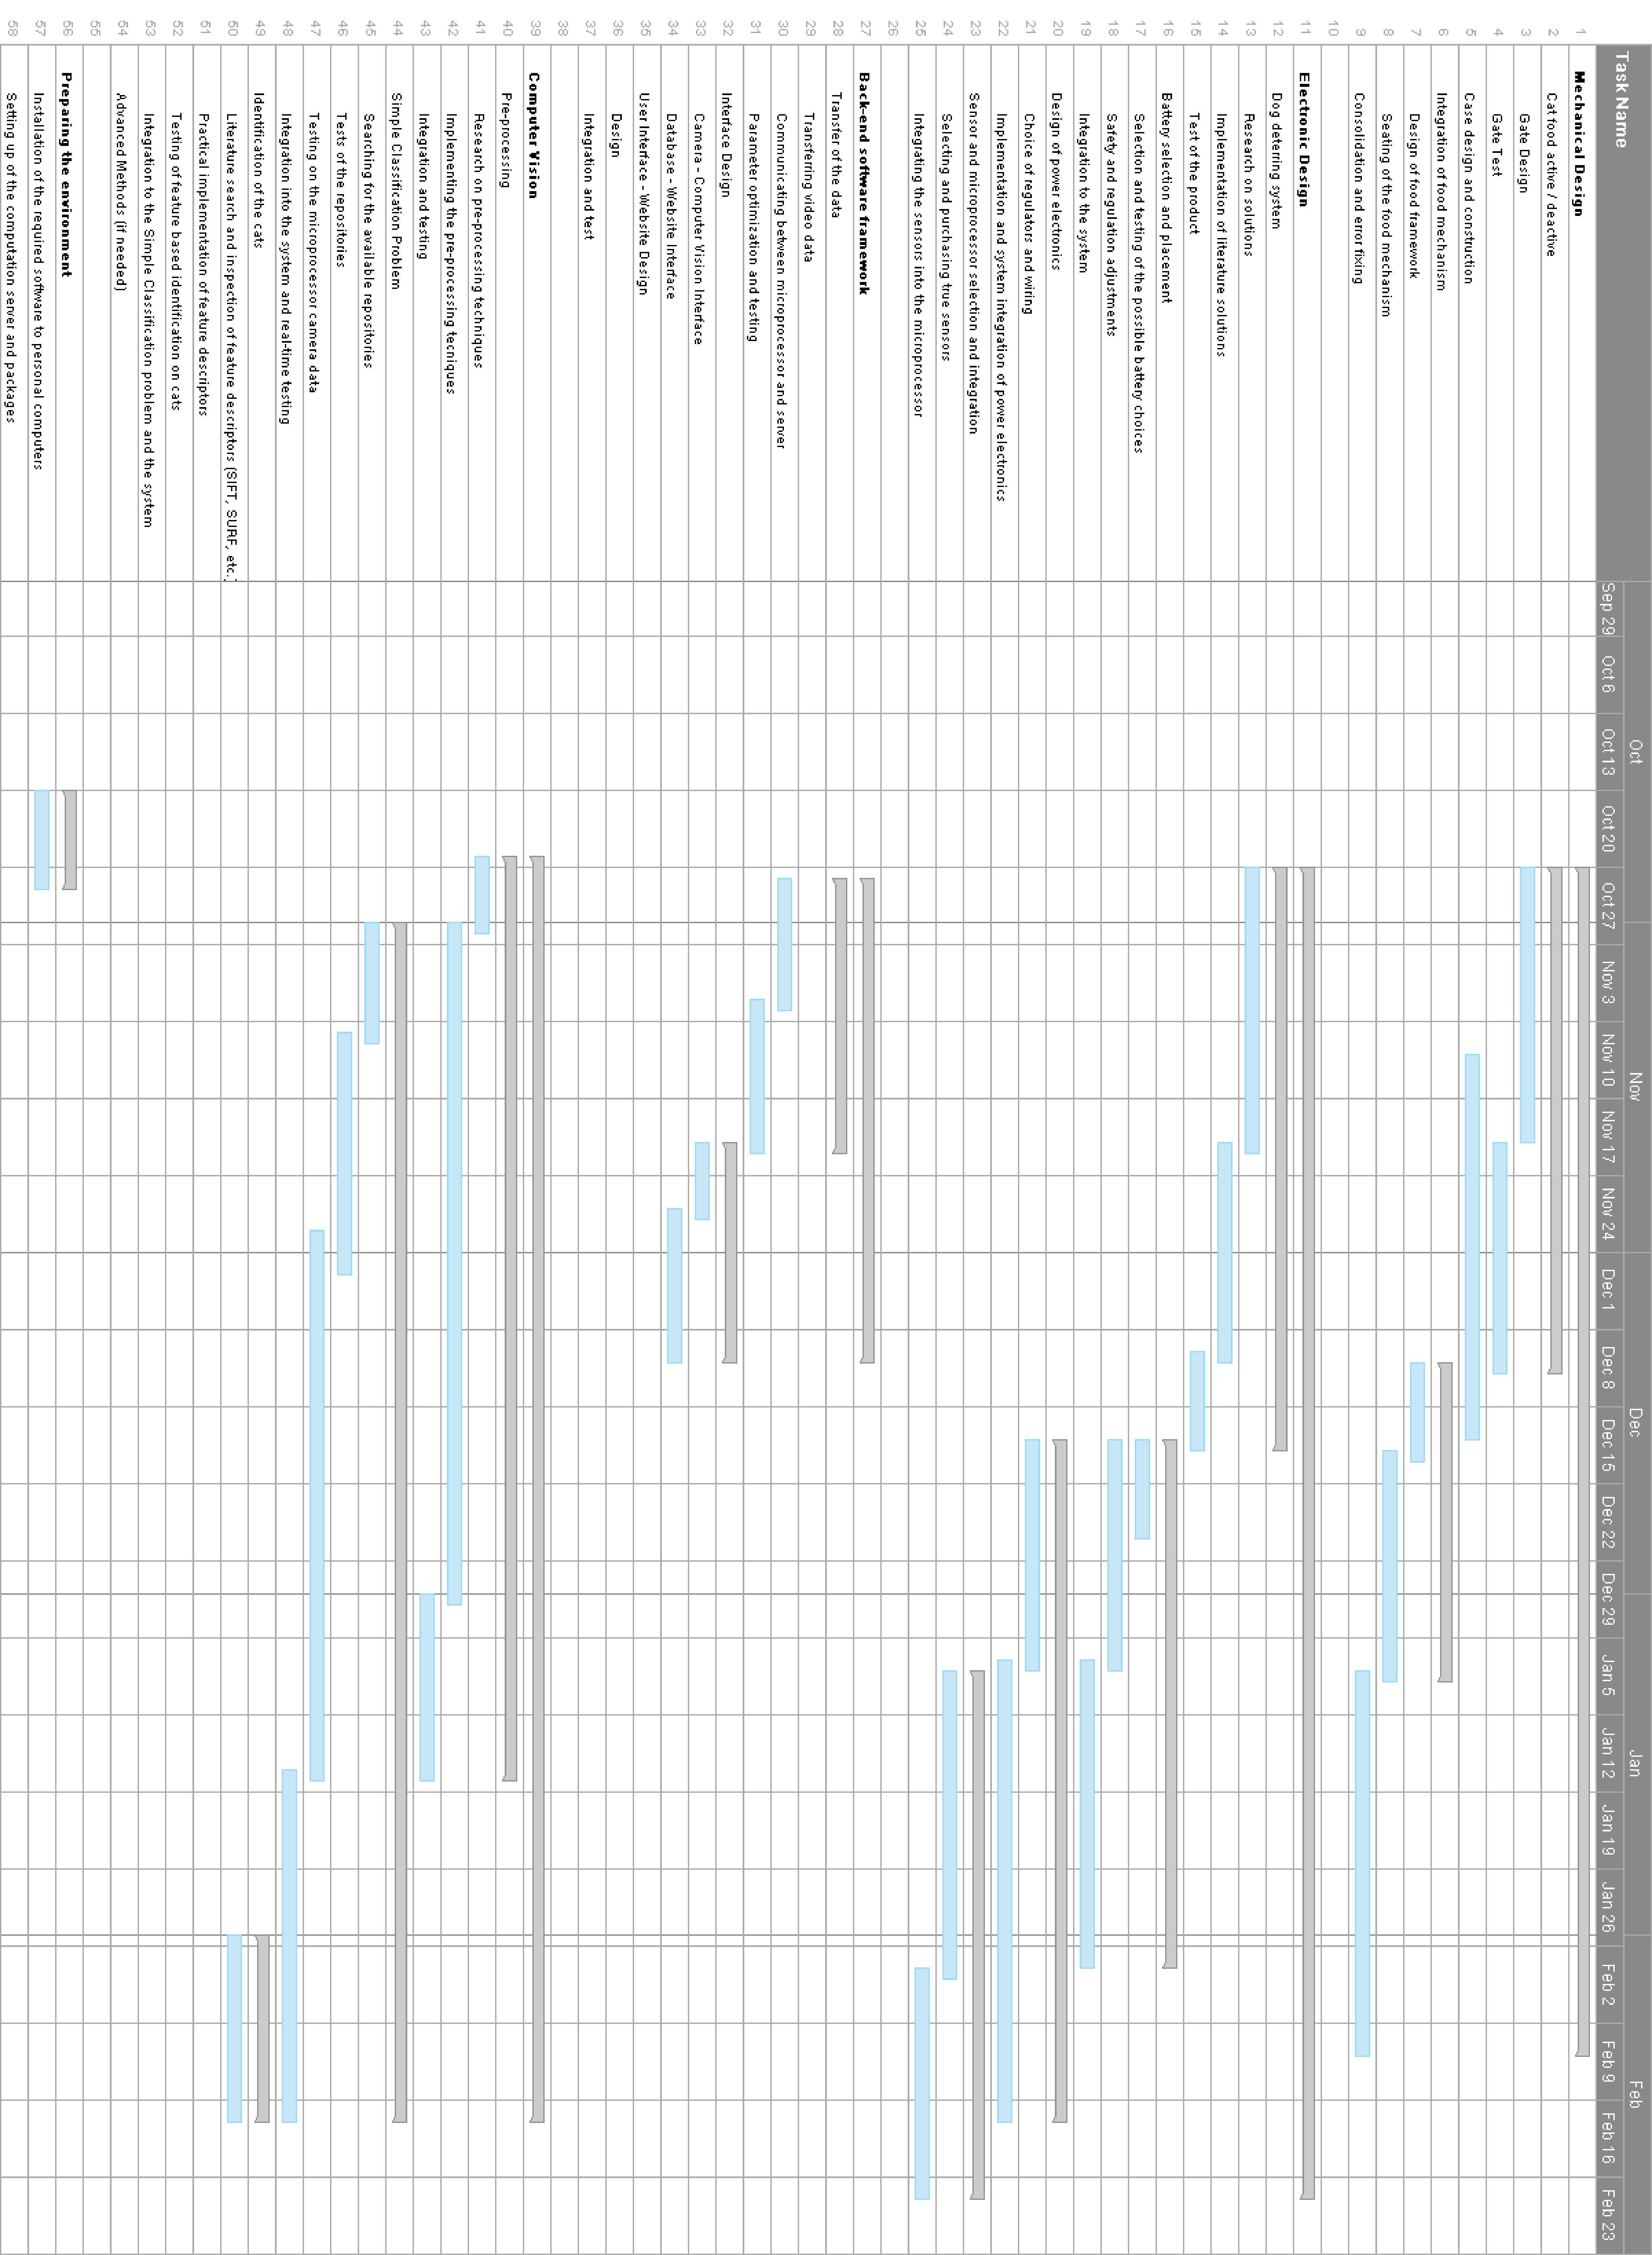 Oct Nov Dec Jan Feb
Task Name Sep 29 Oct 6 Oct 13 Oct 20 Oct 27 Nov 3 Nov 10 Nov 17 Nov 24 Dec 1 Dec 8 Dec 15 Dec 22 Dec 29 Jan 5 Jan 12 Jan 19 Jan 26 Feb 2 Feb 9 Feb 16 Feb 23
1 Mechanical Design
2 Cat food active / deactive
3 Gate Design
4 Gate Test
5 Case design and construction
6 Integration of food mechanism
7 Design of food framework
8 Seating of the food mechanism
9 Consolidation and error fixing
10
11 Electronic Design
12 Dog deterring system
13 Research on solutions
14 Implementation of literature solutions
15 Test of the product
16 Battery selection and placement
17 Selection and testing of the possible battery choices
18 Safety and regulation adjustments
19 Integration to the system
20 Design of power electronics
21 Choice of regulators and wiring
22 Implementation and system integration of power electronics
23 Sensor and microprocessor selection and integration
24 Selecting and purchasing true sensors
25 Integrating the sensors into the microprocessor
26
27 Back-end software framework
28 Transfer of the data
29 Transferring video data
30 Communicating between microprocessor and server
31 Parameter optimization and testing
32 Interface Design
33 Camera - Computer Vision Interface
34 Database - Website Interface
35 User Interface - Website Design
36 Design
37 Integration and test
38
39 Computer Vision
40 Pre-processing
41 Research on pre-processing techniques
42 Implementing the pre-processing tecniques
43 Integration and testing
44 Simple Classification Problem
45 Searching for the available repositories
46 Tests of the repositories
47 Testing on the microprocessor camera data
48 Integration into the system and real-time testing
49 Identification of the cats
50 Literature search and inspection of feature descriptors (SIFT, SURF, etc.)
51 Practical implementation of feature descriptors
52 Testing of feature based identification on cats
53 Integration to the Simple Classification problem and the system
54 Advanced Methods (if needed)
55
56 Preparing the environment
57 Installation of the required software to personal computers
58 Setting up of the computation server and packages